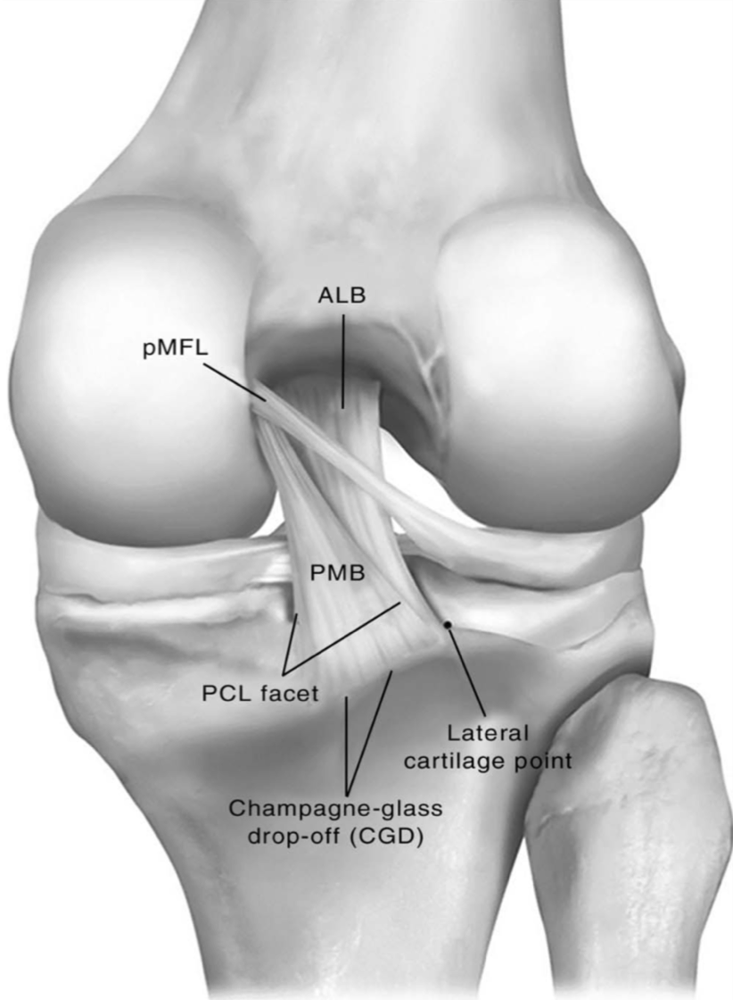 ALB
pMFL
PMB
PCL facet
Lateral
cartilage point
Champagne-glass
drop-off (CGD)